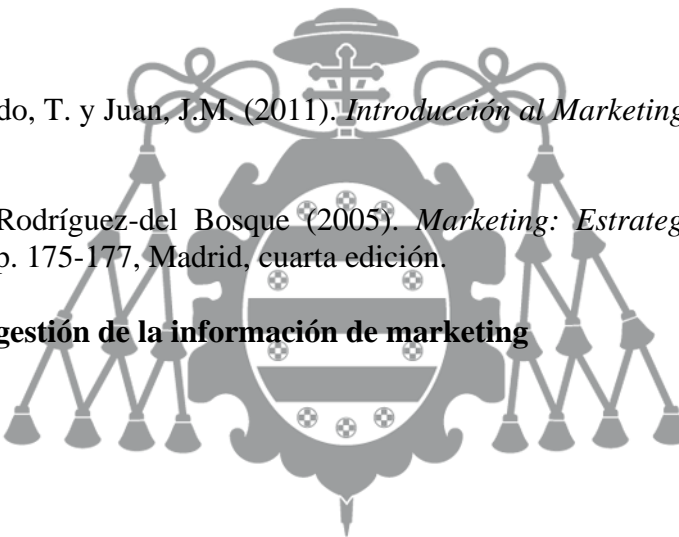 do, T. y Juan, J.M. (2011). Introducción al Marketing
Rodríguez-del Bosque (2005). Marketing: Estrateg
p. 175-177, Madrid, cuarta edición.
gestión de la información de marketing